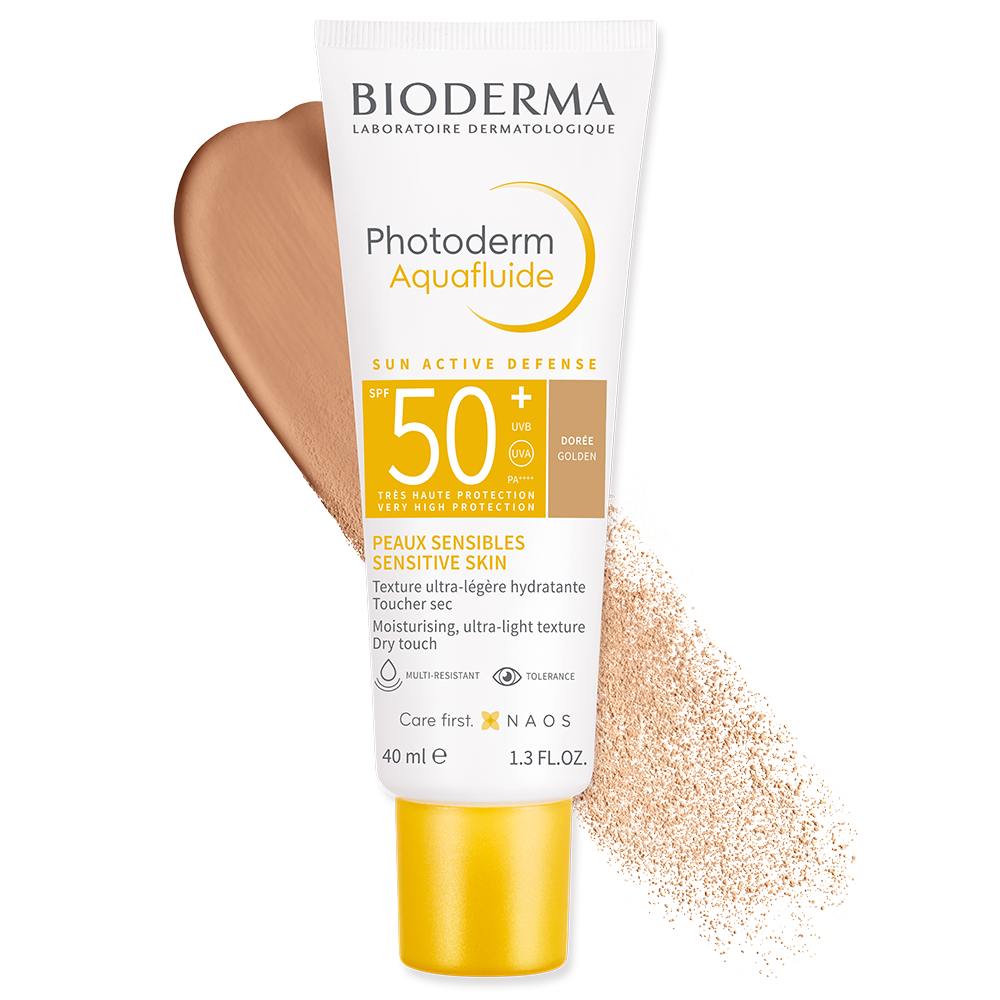 BIODERMA
LABORATOIRE DERMATOLOGIQUE
Photoderm
Aquafluide
SUN ACTIVE DEFENSE
SPF 50+
UVB
UVA
PA++++
TRÈS HAUTE PROTECTION
VERY HIGH PROTECTION
DORÉE
GOLDEN
PEAUX SENSIBLES
SENSITIVE SKIN
Texture ultra-légère hydratante
Toucher sec
Moisturising, ultra-light texture
Dry touch
MULTI-RESISTANT TOLERANCE
Care first. NAOS
40 ml ℮ 1.3 FL.OZ.